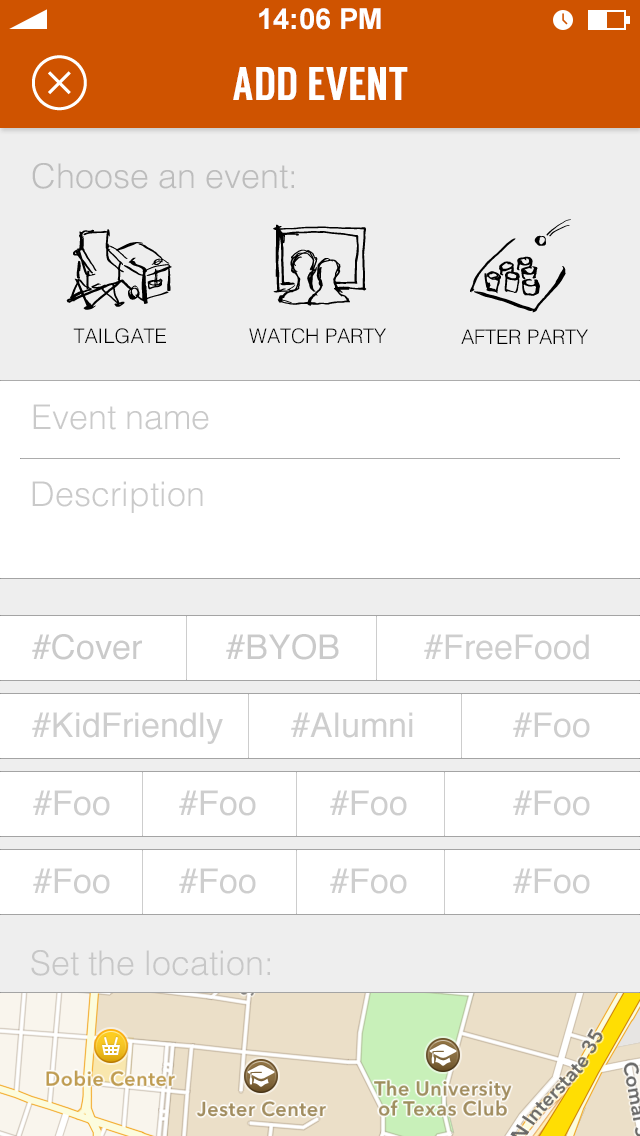 14:06 PM
ADD EVENT
Choose an event:
TAILGATE WATCH PARTY AFTER PARTY
Event name
Description
#Cover #BYOB #FreeFood
#KidFriendly #Alumni #Foo
#Foo #Foo #Foo #Foo
#Foo #Foo #Foo #Foo
Set the location:
Dobie Center
Jester Center
The University
of Texas Club
N Interstate 35